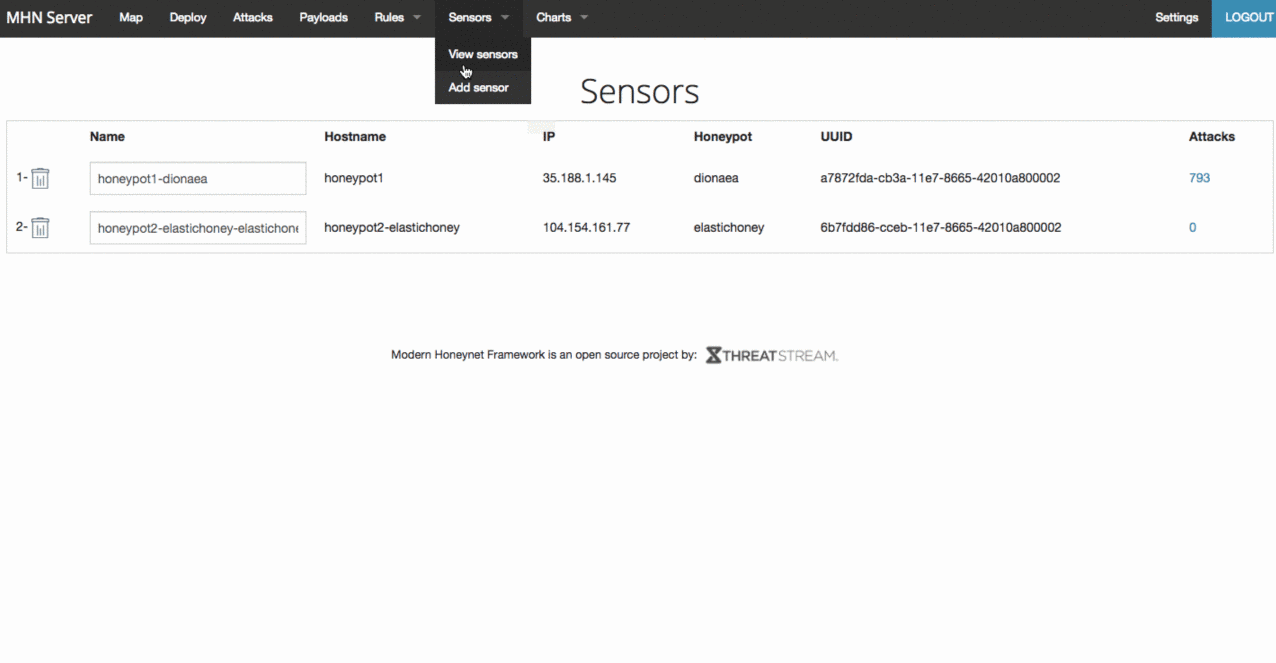 MHN Server Map Deploy Attacks Payloads Rules Sensors Charts Settings LOGOUT
View sensors
Add sensor
Sensors
Name Hostname IP Honeypot UUID Attacks
1- honeypot1-dionaea honeypot1 35.188.1.145 dionaea a7872fda-cb3a-11e7-8665-42010a800002 793
2- honeypot2-elastichoney-elastichone honeypot2-elastichoney 104.154.161.77 elastichoney 6b7fdd86-cceb-11e7-8665-42010a800002 0
Modern Honeynet Framework is an open source project by: THREATSTREAM.